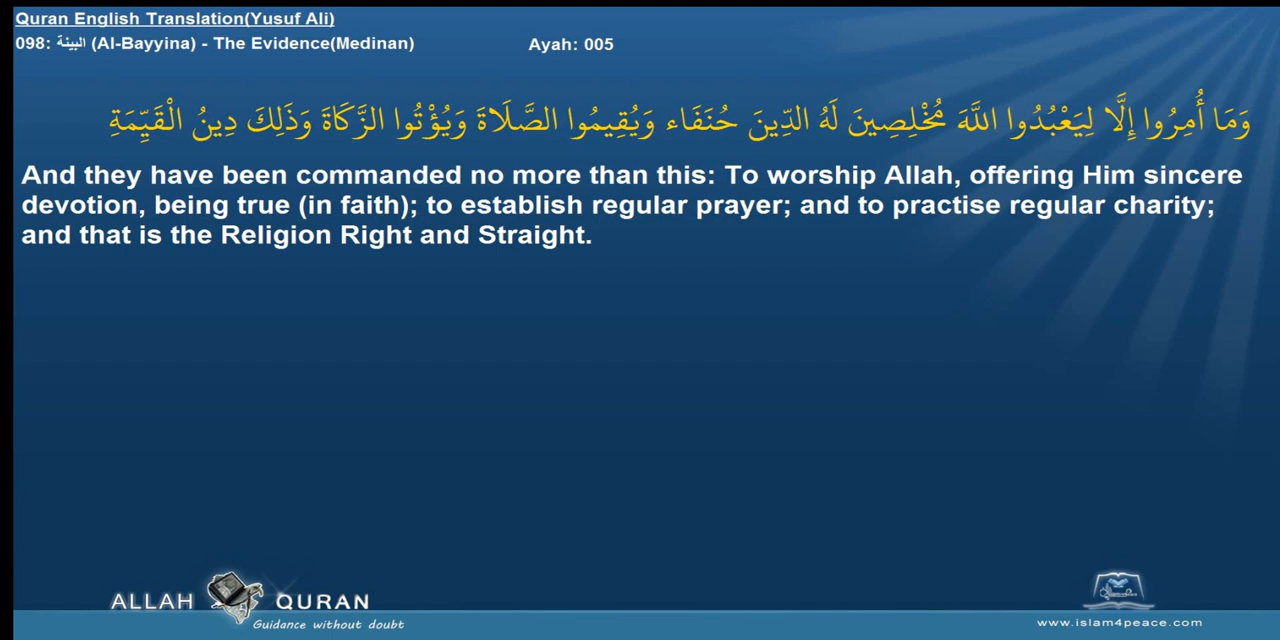 Quran English Translation(Yusuf Ali)
098: البينة (Al-Bayyina) - The Evidence(Medinan) Ayah: 005
وَمَا أُمِرُوا إِلَّا لِيَعْبُدُوا اللَّهَ مُخْلِصِينَ لَهُ الدِّينَ حُنَفَاء وَيُقِيمُوا الصَّلَاةَ وَيُؤْتُوا الزَّكَاةَ وَذَلِكَ دِينُ الْقَيِّمَةِ
And they have been commanded no more than this: To worship Allah, offering Him sincere
devotion, being true (in faith); to establish regular prayer; and to practise regular charity;
and that is the Religion Right and Straight.
ALLAH QURAN
Guidance without doubt
www.islam4peace.com